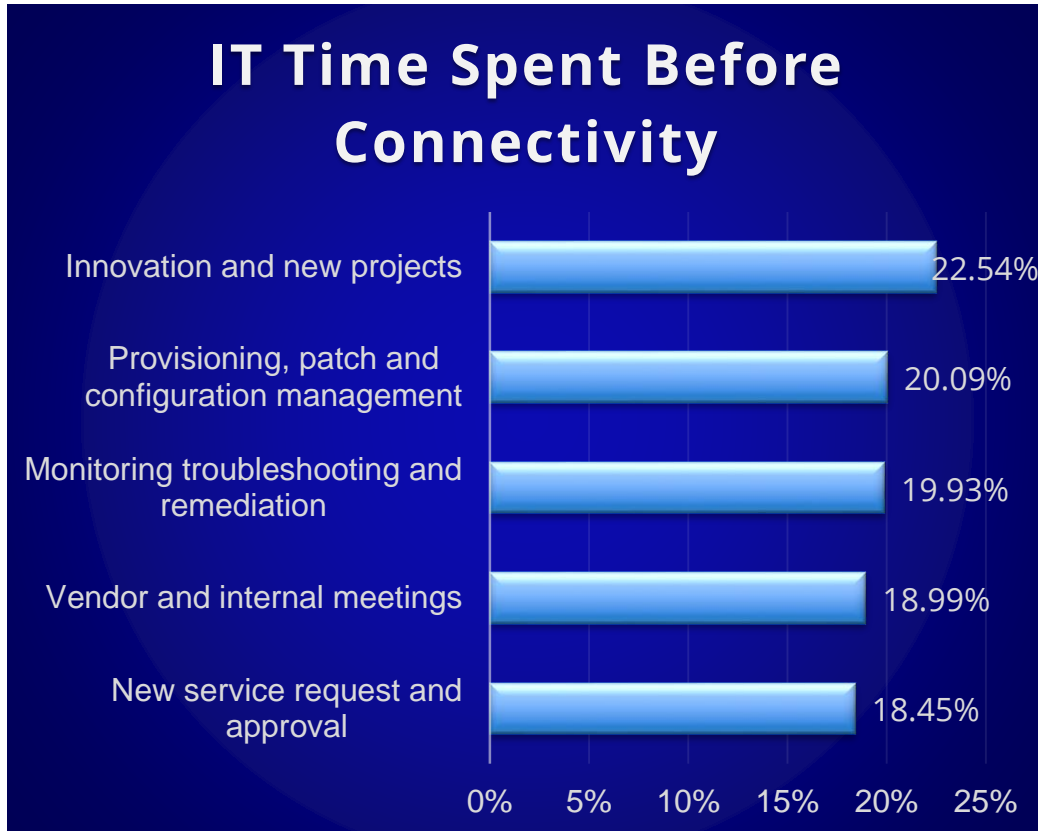 IT Time Spent Before
Connectivity
Innovation and new projects
22.54%
Provisioning, patch and
configuration management
20.09%
Monitoring troubleshooting and
remediation
19.93%
Vendor and internal meetings
18.99%
New service request and
approval
18.45%
0% 5% 10% 15% 20% 25%